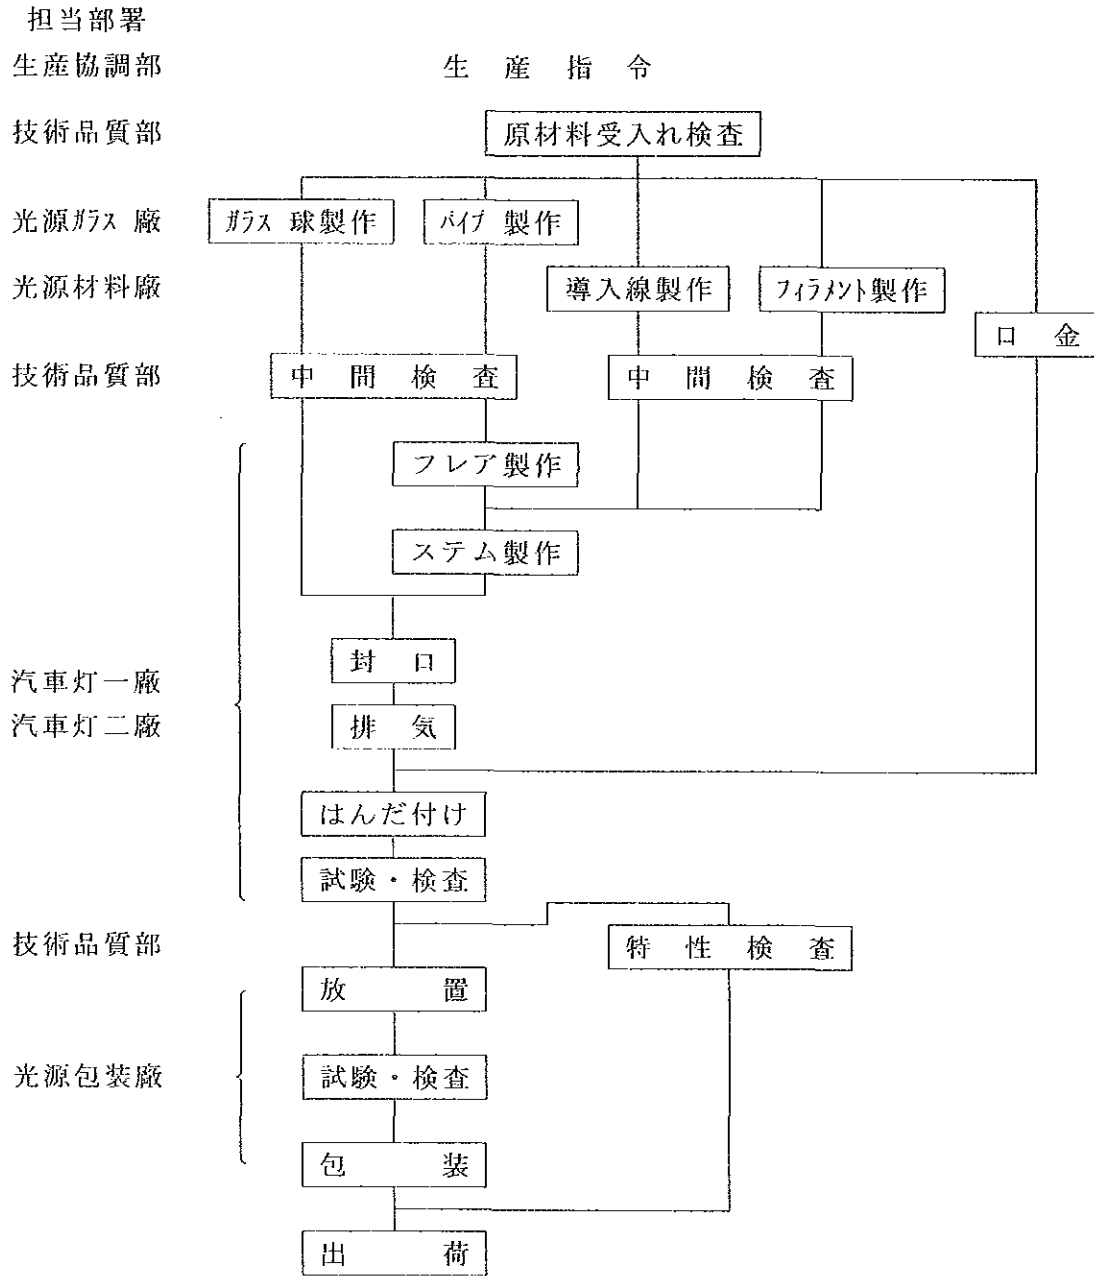 担当部署
生産協調部 生産指令
技術品質部 原材料受入れ検査
光源ガラス廠 ガラス球製作 パイプ製作
光源材料廠 導入線製作 フィラメント製作
口金
技術品質部 中間検査 中間検査
フレア製作
ステム製作
封口
汽車灯一廠
汽車灯二廠 排気
はんだ付け
試験・検査
技術品質部 特性検査
放置
光源包装廠 試験・検査
包装
出荷